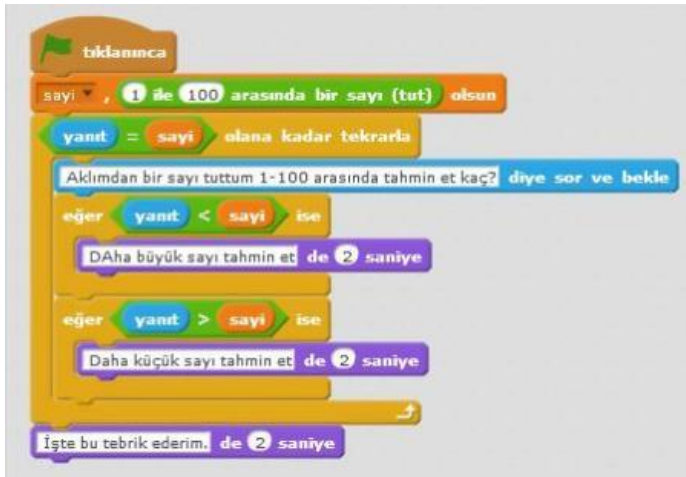 tıklanınca
sayi , 1 ile 100 arasında bir sayı (tut) olsun
yanıt = sayi olana kadar tekrarla
Aklımdan bir sayı tuttum 1-100 arasında tahmin et kaç? diye sor ve bekle
eğer yanıt < sayi ise
DAha büyük sayı tahmin et de 2 saniye
eğer yanıt > sayi ise
Daha küçük sayı tahmin et de 2 saniye
İşte bu tebrik ederim. de 2 saniye